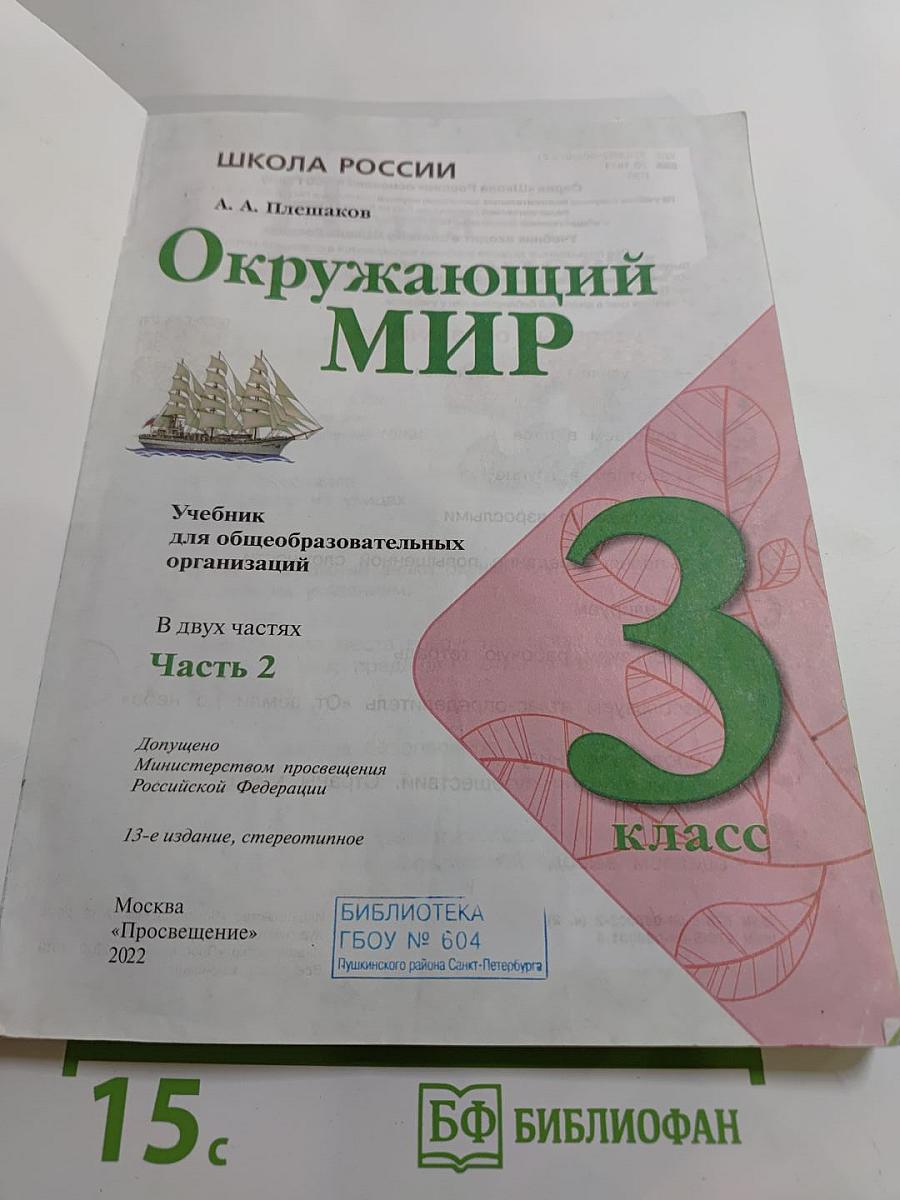 ШКОЛА РОССИИ
А. А. Плешаков
Окружающий
МИР
Учебник
для общеобразовательных
организаций
В двух частях
Часть 2
Допущено
Министерством просвещения
Российской Федерации
13-е издание, стереотипное
3
класс
Москва
«Просвещение»
2022
БИБЛИОТЕКА
ГБОУ № 604
Пушкинского района Санкт-Петербурга
15 с
БФ БИБЛИОФАН